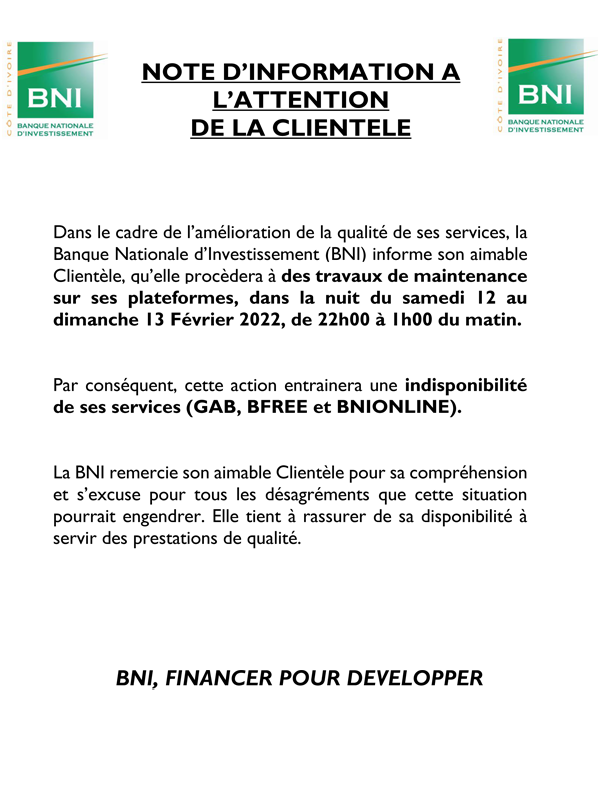 CÔTE D'IVOIRE
BNI
BANQUE NATIONALE
D'INVESTISSEMENT
NOTE D'INFORMATION A
L'ATTENTION
DE LA CLIENTELE
CÔTE D'IVOIRE
BNI
BANQUE NATIONALE
D'INVESTISSEMENT
Dans le cadre de l'amélioration de la qualité de ses services, la
Banque Nationale d'Investissement (BNI) informe son aimable
Clientèle, qu'elle procèdera à des travaux de maintenance
sur ses plateformes, dans la nuit du samedi 12 au
dimanche 13 Février 2022, de 22h00 à 1h00 du matin.
Par conséquent, cette action entrainera une indisponibilité
de ses services (GAB, BFREE et BNIONLINE).
La BNI remercie son aimable Clientèle pour sa compréhension
et s'excuse pour tous les désagréments que cette situation
pourrait engendrer. Elle tient à rassurer de sa disponibilité à
servir des prestations de qualité.
BNI, FINANCER POUR DEVELOPPER